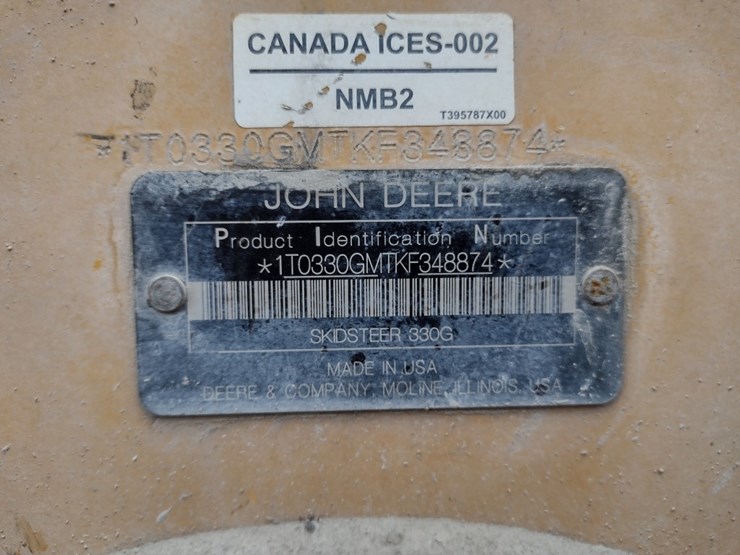 CANADA ICES-002
NMB2
T395787X00
*1T0330GMTKF348874*
JOHN DEERE
Product Identification Number
*1T0330GMTKF348874*
SKIDSTEER 330G
MADE IN USA
DEERE & COMPANY, MOLINE, ILLINOIS, USA